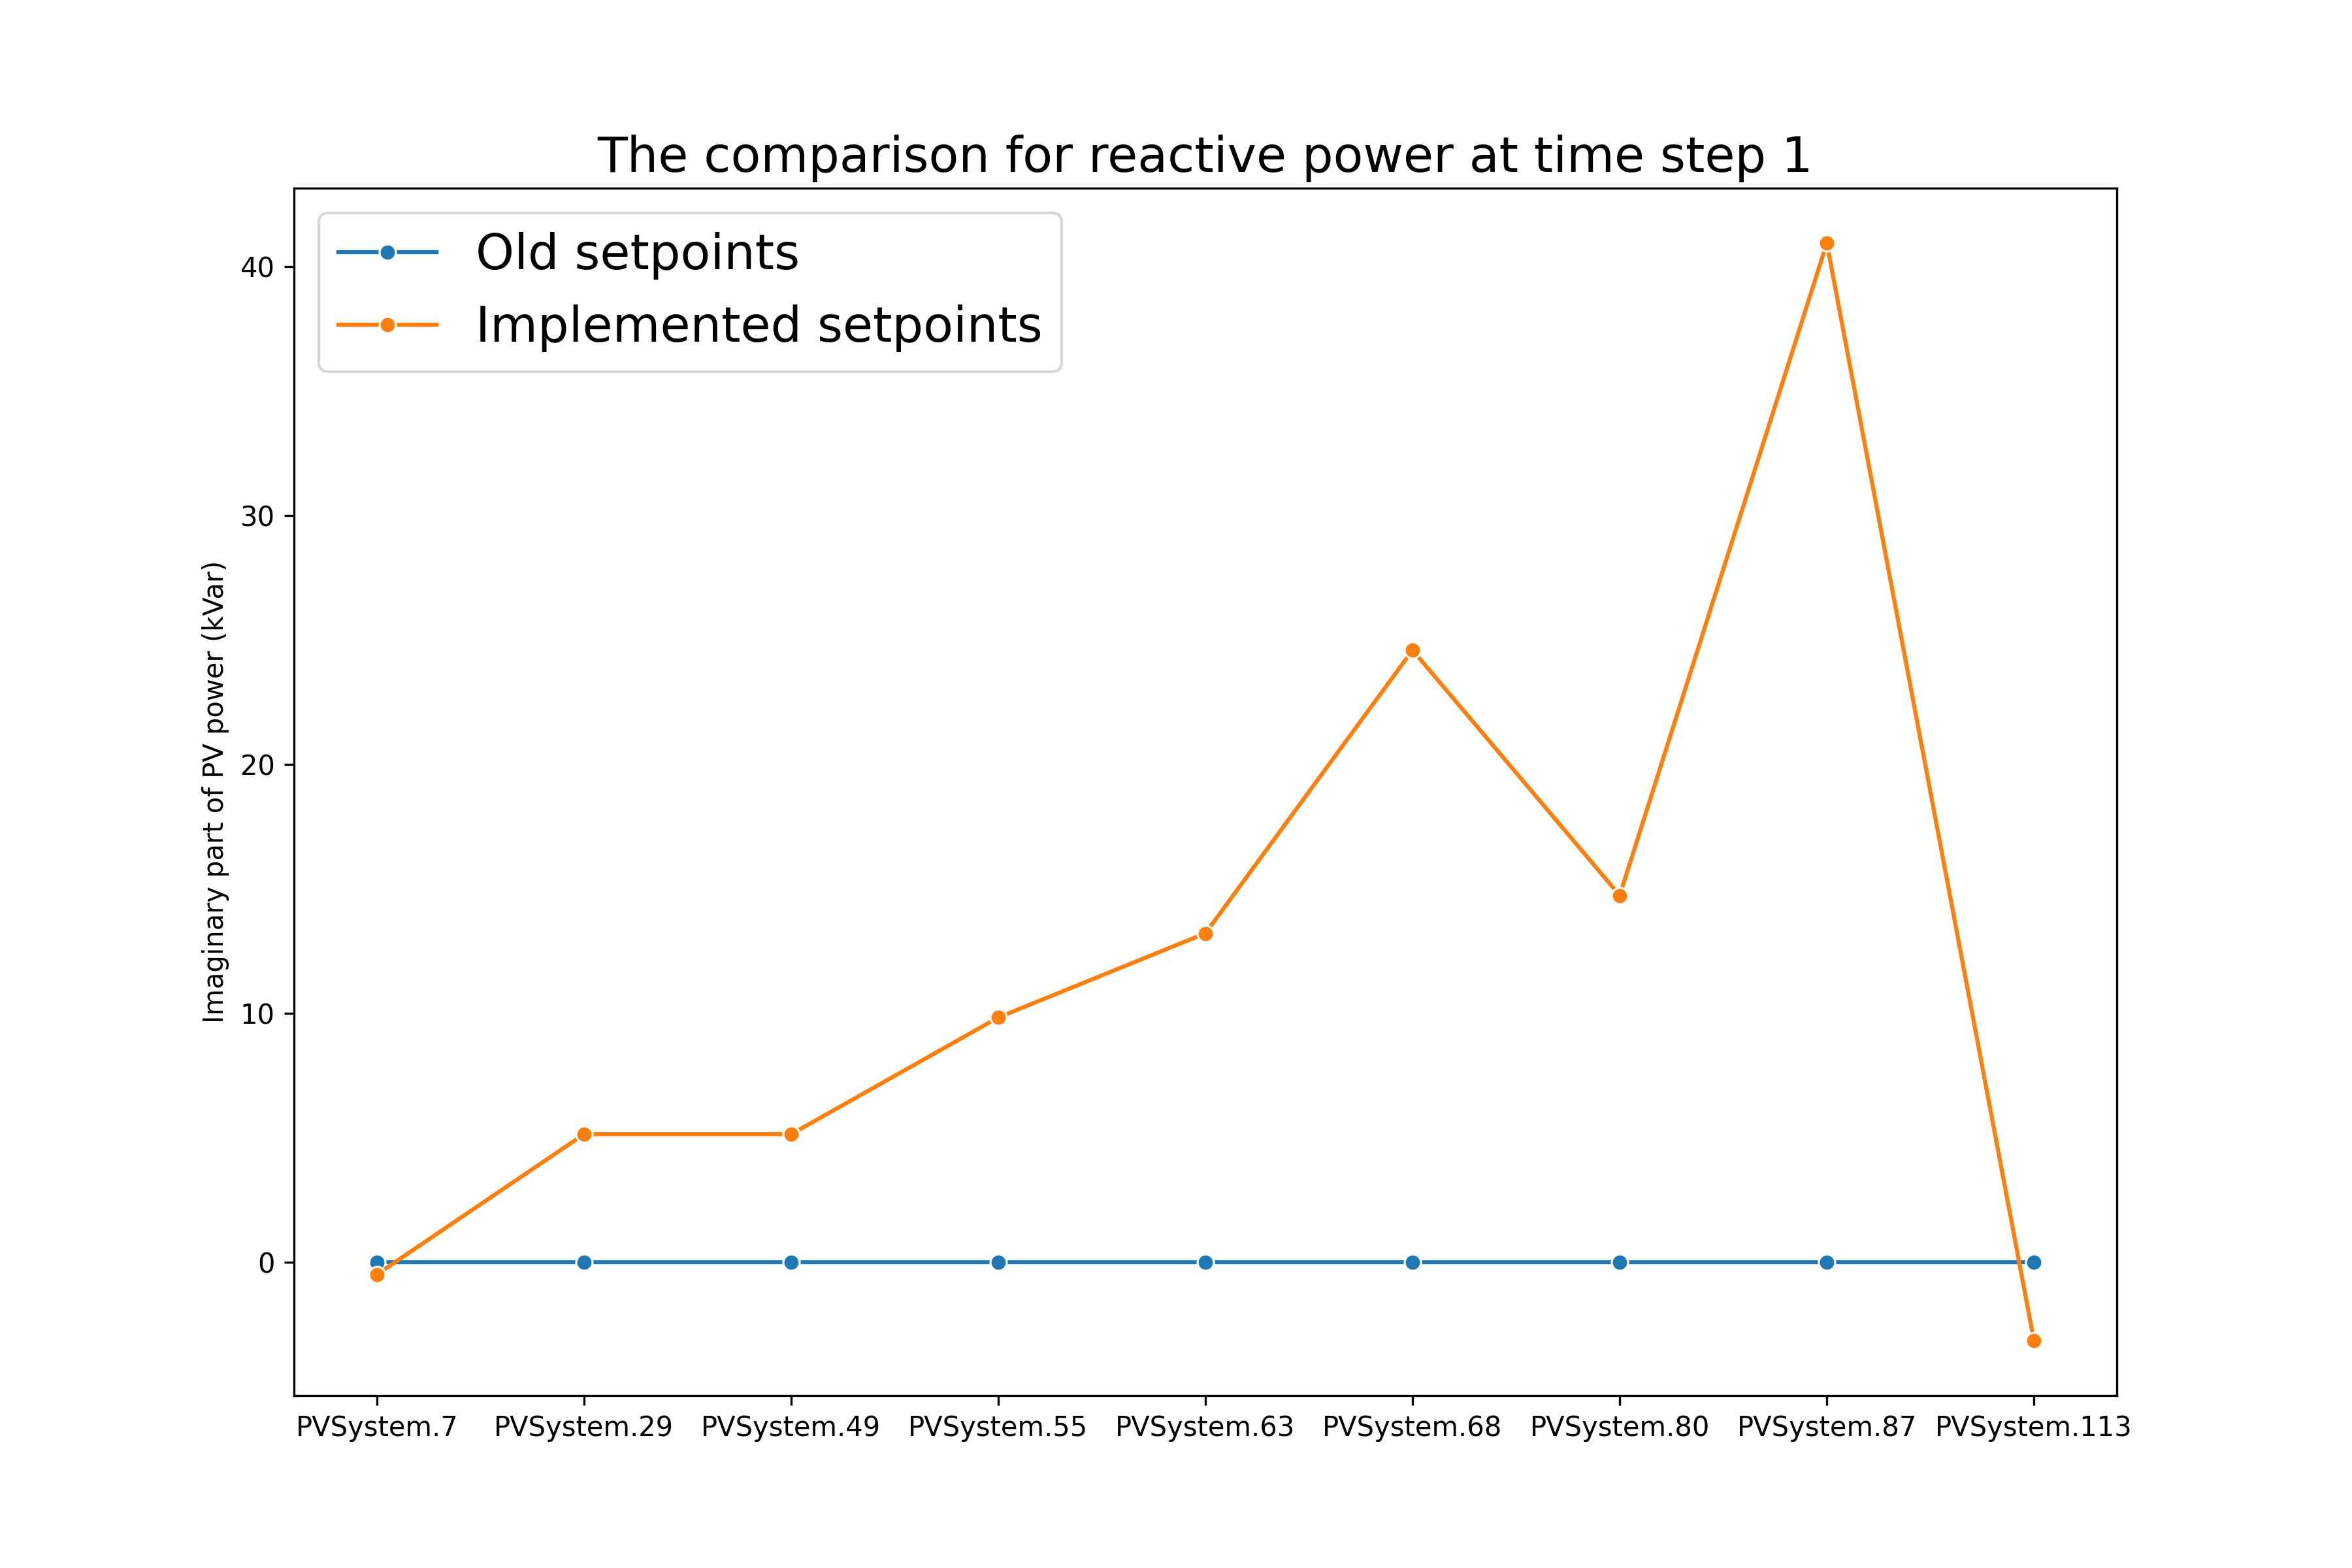 The comparison for reactive power at time step 1
Old setpoints
Implemented setpoints
Imaginary part of PV power (kVar)
40
30
20
10
0
PVSystem.7 PVSystem.29 PVSystem.49 PVSystem.55 PVSystem.63 PVSystem.68 PVSystem.80 PVSystem.87 PVSystem.113